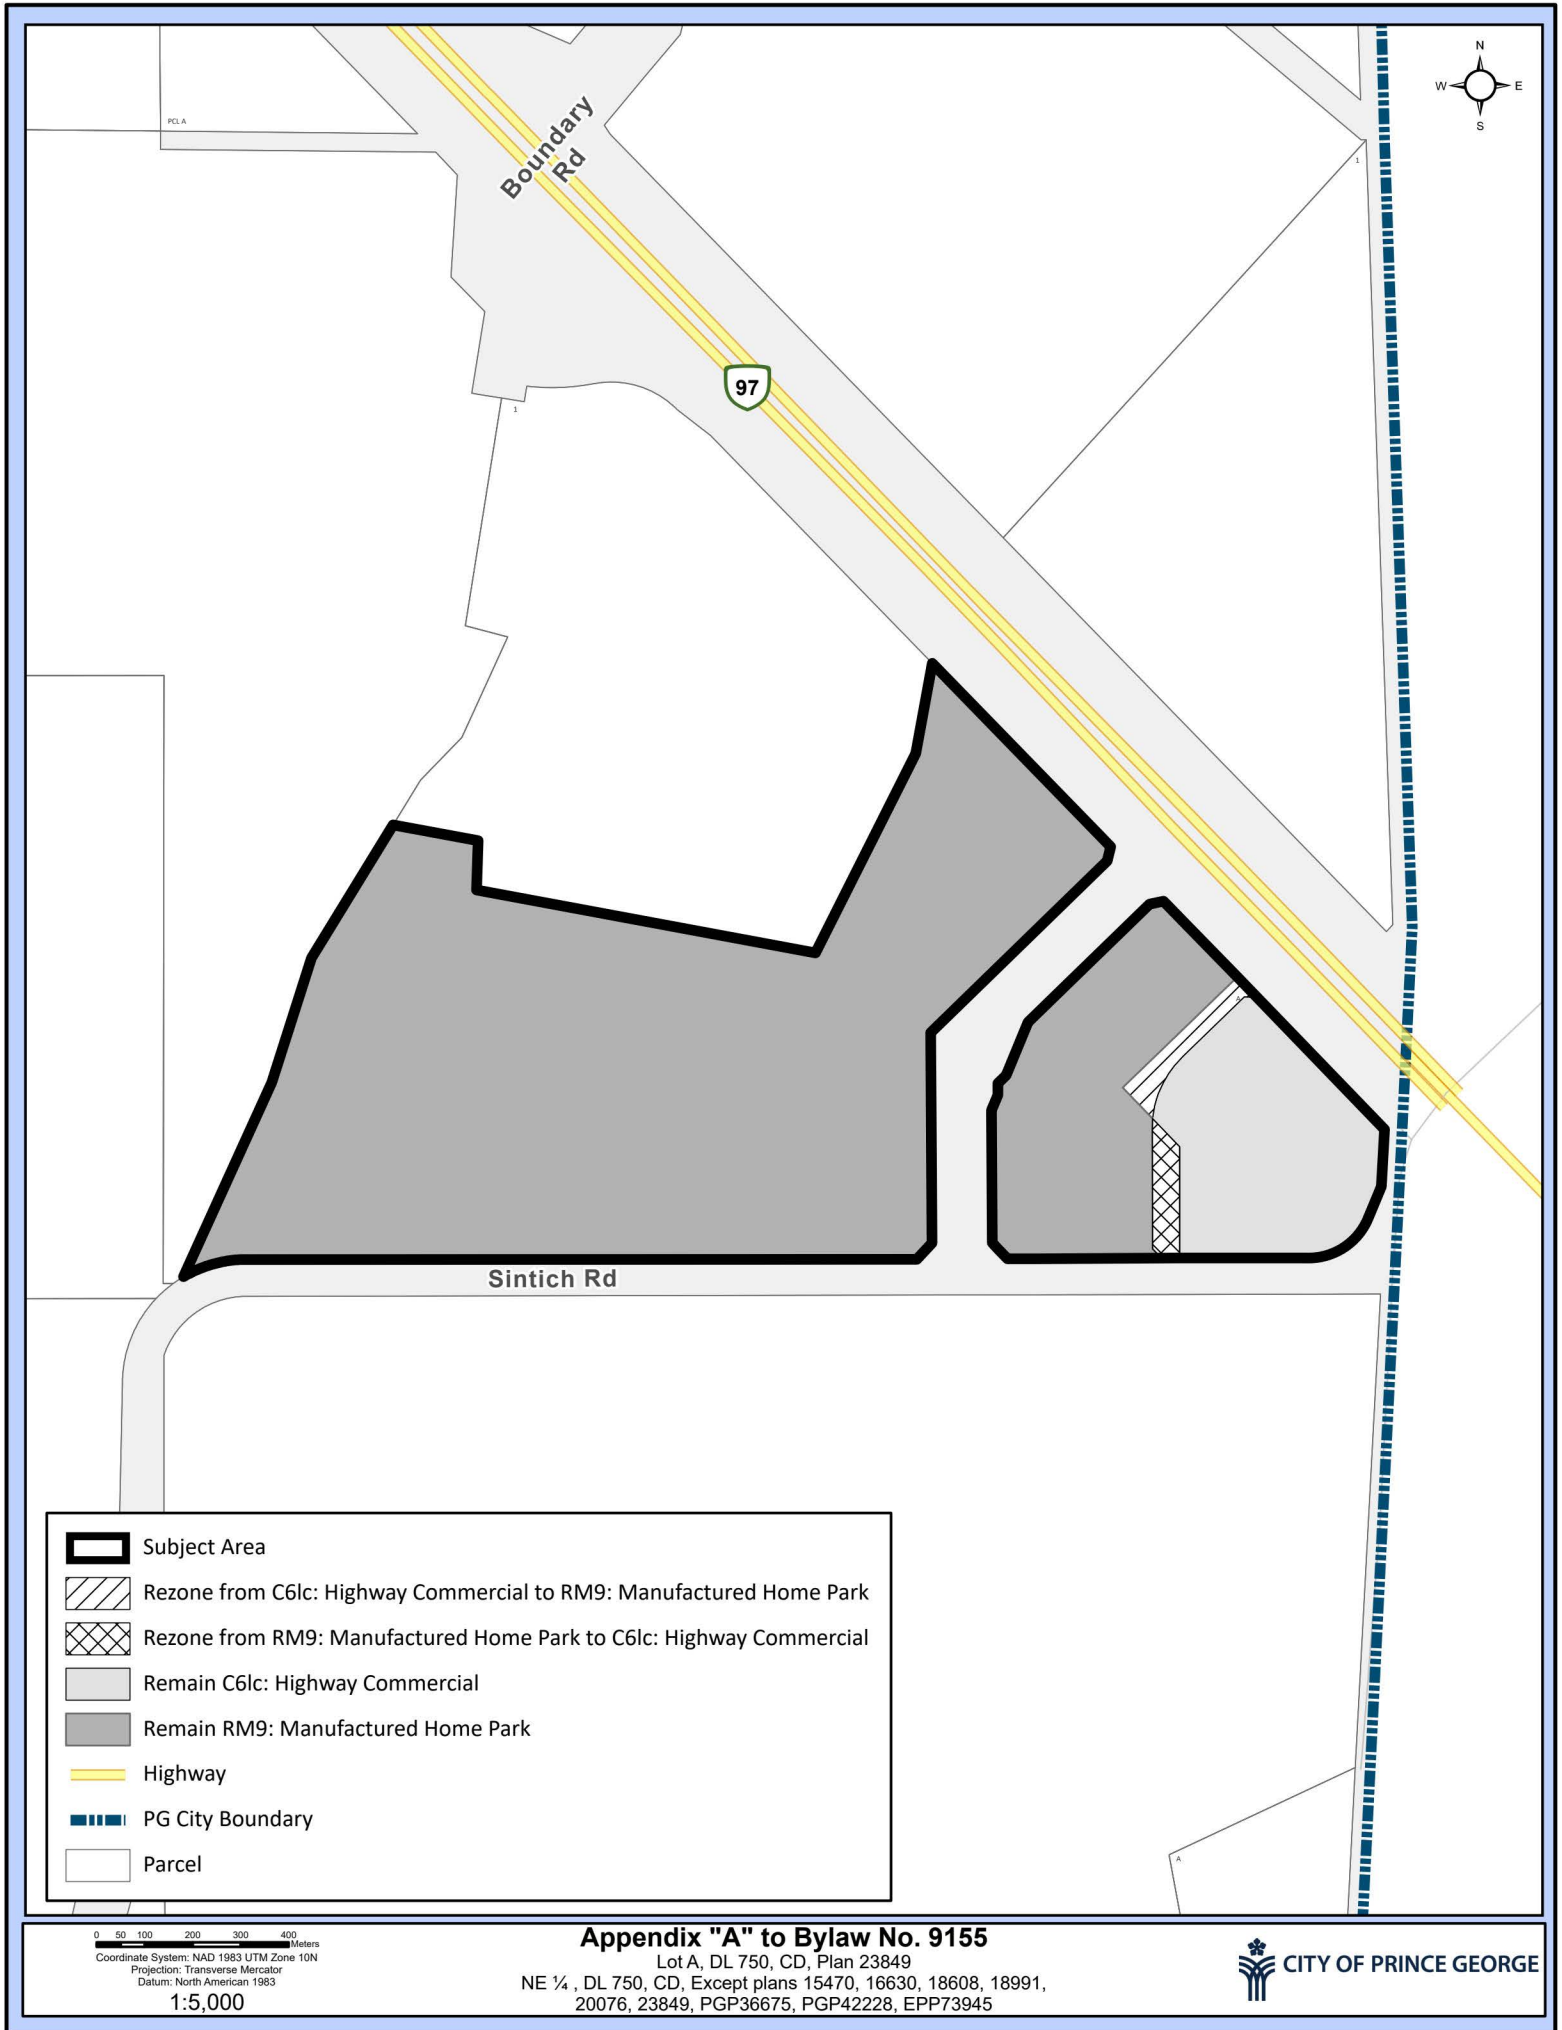 N
W E
S
PCL A
Boundary
Rd
1
97
1
A
Sintich Rd
Subject Area
Rezone from C6lc: Highway Commercial to RM9: Manufactured Home Park
Rezone from RM9: Manufactured Home Park to C6lc: Highway Commercial
Remain C6lc: Highway Commercial
Remain RM9: Manufactured Home Park
Highway
PG City Boundary
Parcel
A
0 50 100 200 300 400
Meters
Coordinate System: NAD 1983 UTM Zone 10N
Projection: Transverse Mercator
Datum: North American 1983
1:5,000
Appendix "A" to Bylaw No. 9155
Lot A, DL 750, CD, Plan 23849
NE ¼ , DL 750, CD, Except plans 15470, 16630, 18608, 18991,
20076, 23849, PGP36675, PGP42228, EPP73945
CITY OF PRINCE GEORGE